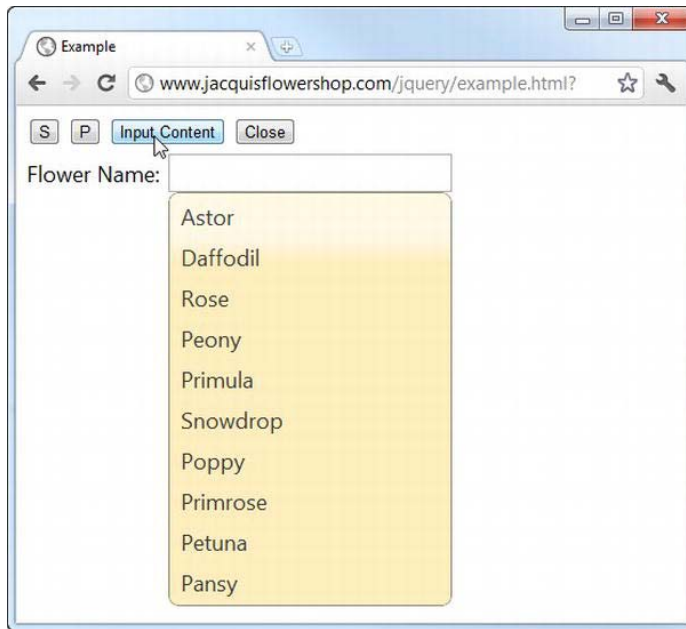 Example
www.jacquisflowershop.com/jquery/example.html?
S P Input Content Close
Flower Name:
Astor
Daffodil
Rose
Peony
Primula
Snowdrop
Poppy
Primrose
Petuna
Pansy